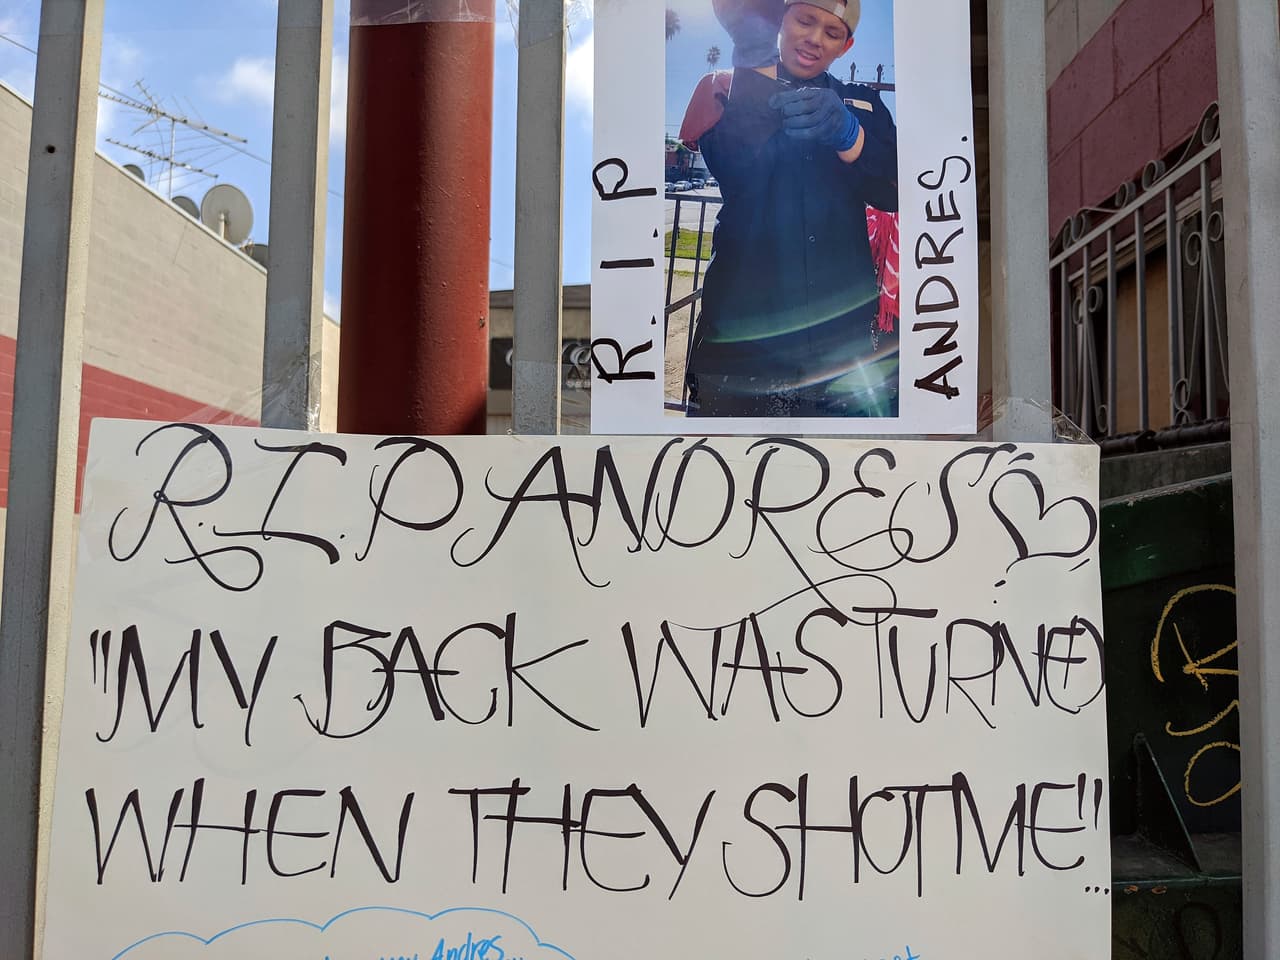 R.I.P
ANDRES.
R.I.P ANDRES
"MY BACK WAS TURNED
WHEN THEY SHOT ME"...
Andres...